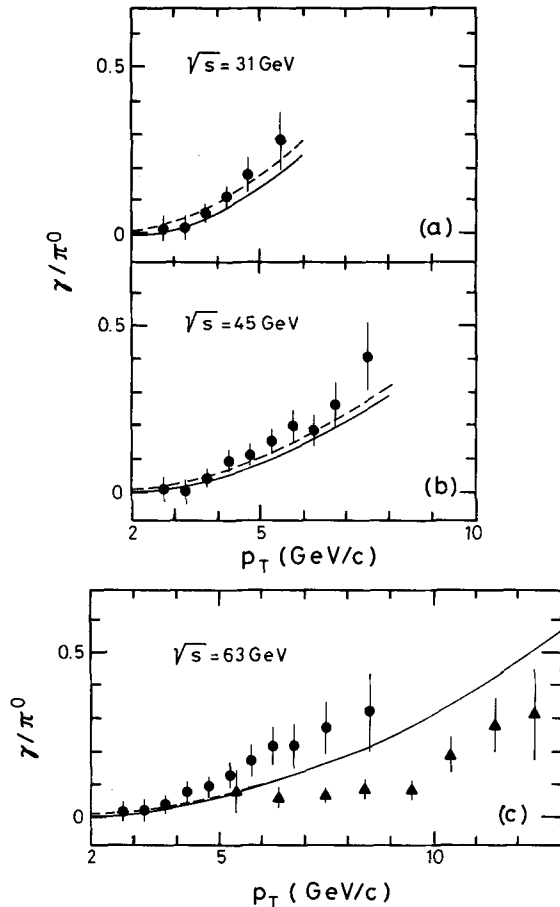 0.5
√s = 31 GeV
0
(a)
γ/π⁰
√s = 45 GeV
0.5
0
(b)
2 5 10
p_T (GeV/c)
0.5
√s = 63 GeV
γ/π⁰
0
(c)
2 5 10
p_T (GeV/c)